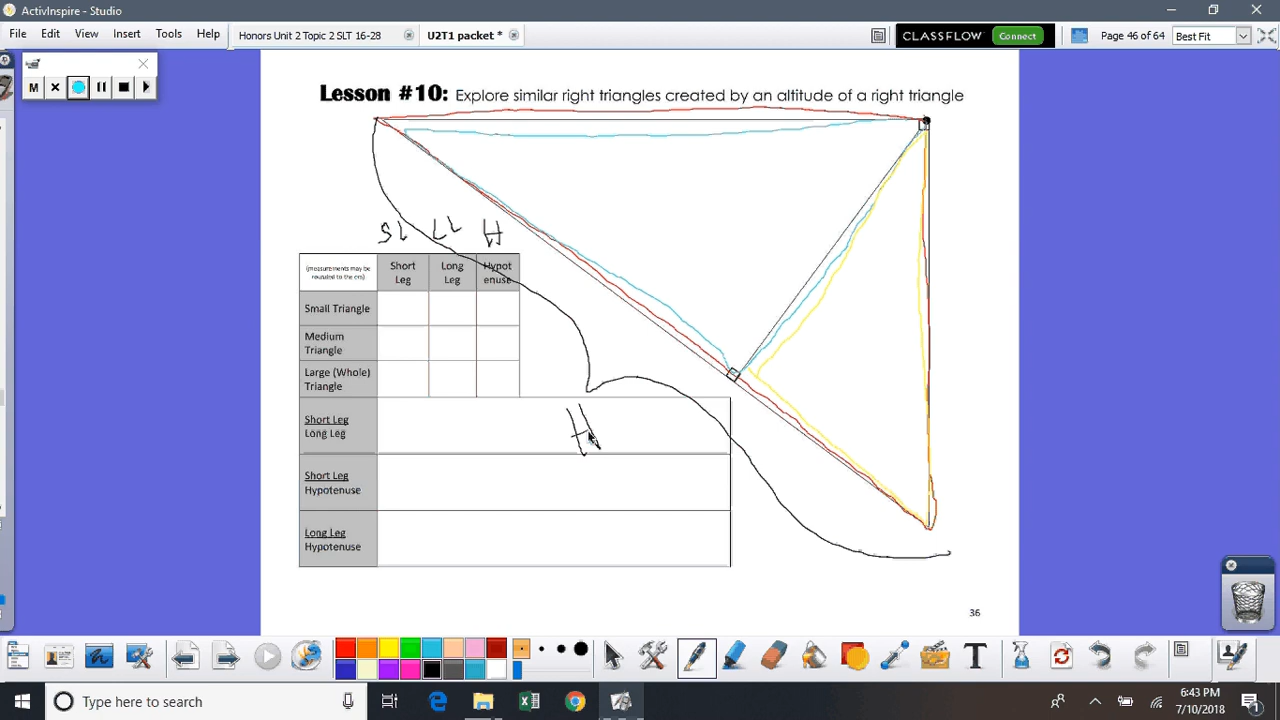 ActivInspire - Studio
File Edit View Insert Tools Help
Honors Unit 2 Topic 2 SLT 16-28
U2T1 packet *
CLASSFLOW Connect
Page 46 of 64
Best Fit
M
Lesson #10: Explore similar right triangles created by an altitude of a right triangle
SL LL H
(measurements may be rounded to the cm)
Short Leg
Long Leg
Hypotenuse
Small Triangle
Medium Triangle
Large (Whole) Triangle
Short Leg
Long Leg
H
Short Leg
Hypotenuse
Long Leg
Hypotenuse
36
T
Type here to search
6:43 PM
7/10/2018